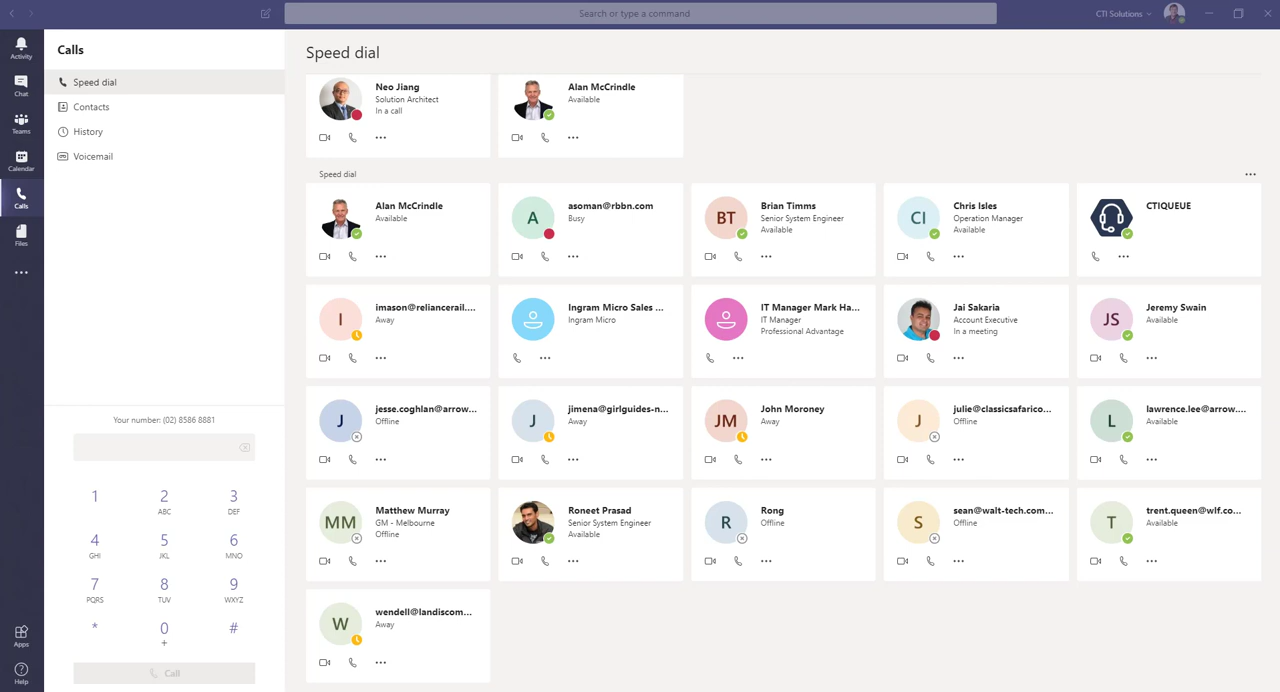 Search or type a command
CTI Solutions
Activity
Chat
Teams
Calendar
Calls
Files
Apps
Help
Calls
Speed dial
Contacts
History
Voicemail
Your number: (02) 8586 8881
1
2
3
ABC
DEF
4
5
6
GHI
JKL
MNO
7
8
9
PQRS
TUV
WXYZ
*
0
#
+
Call
Speed dial
Neo Jiang
Solution Architect
In a call
Alan McCrindle
Available
Speed dial
Alan McCrindle
Available
A
asoman@rbbn.com
Busy
BT
Brian Timms
Senior System Engineer
Available
CI
Chris Isles
Operation Manager
Available
CTIQUEUE
I
imason@reliancerail....
Away
Ingram Micro Sales ...
Ingram Micro
IT Manager Mark Ha...
IT Manager
Professional Advantage
Jai Sakaria
Account Executive
In a meeting
JS
Jeremy Swain
Available
J
jesse.coghlan@arrow...
Offline
J
jimena@girlguides-n...
Away
JM
John Moroney
Away
J
julie@classicsafarico...
Offline
L
lawrence.lee@arrow....
Available
MM
Matthew Murray
GM - Melbourne
Offline
Roneet Prasad
Senior System Engineer
Available
R
Rong
Offline
S
sean@walt-tech.com...
Offline
T
trent.queen@wlf.co...
Available
W
wendell@landiscom...
Away